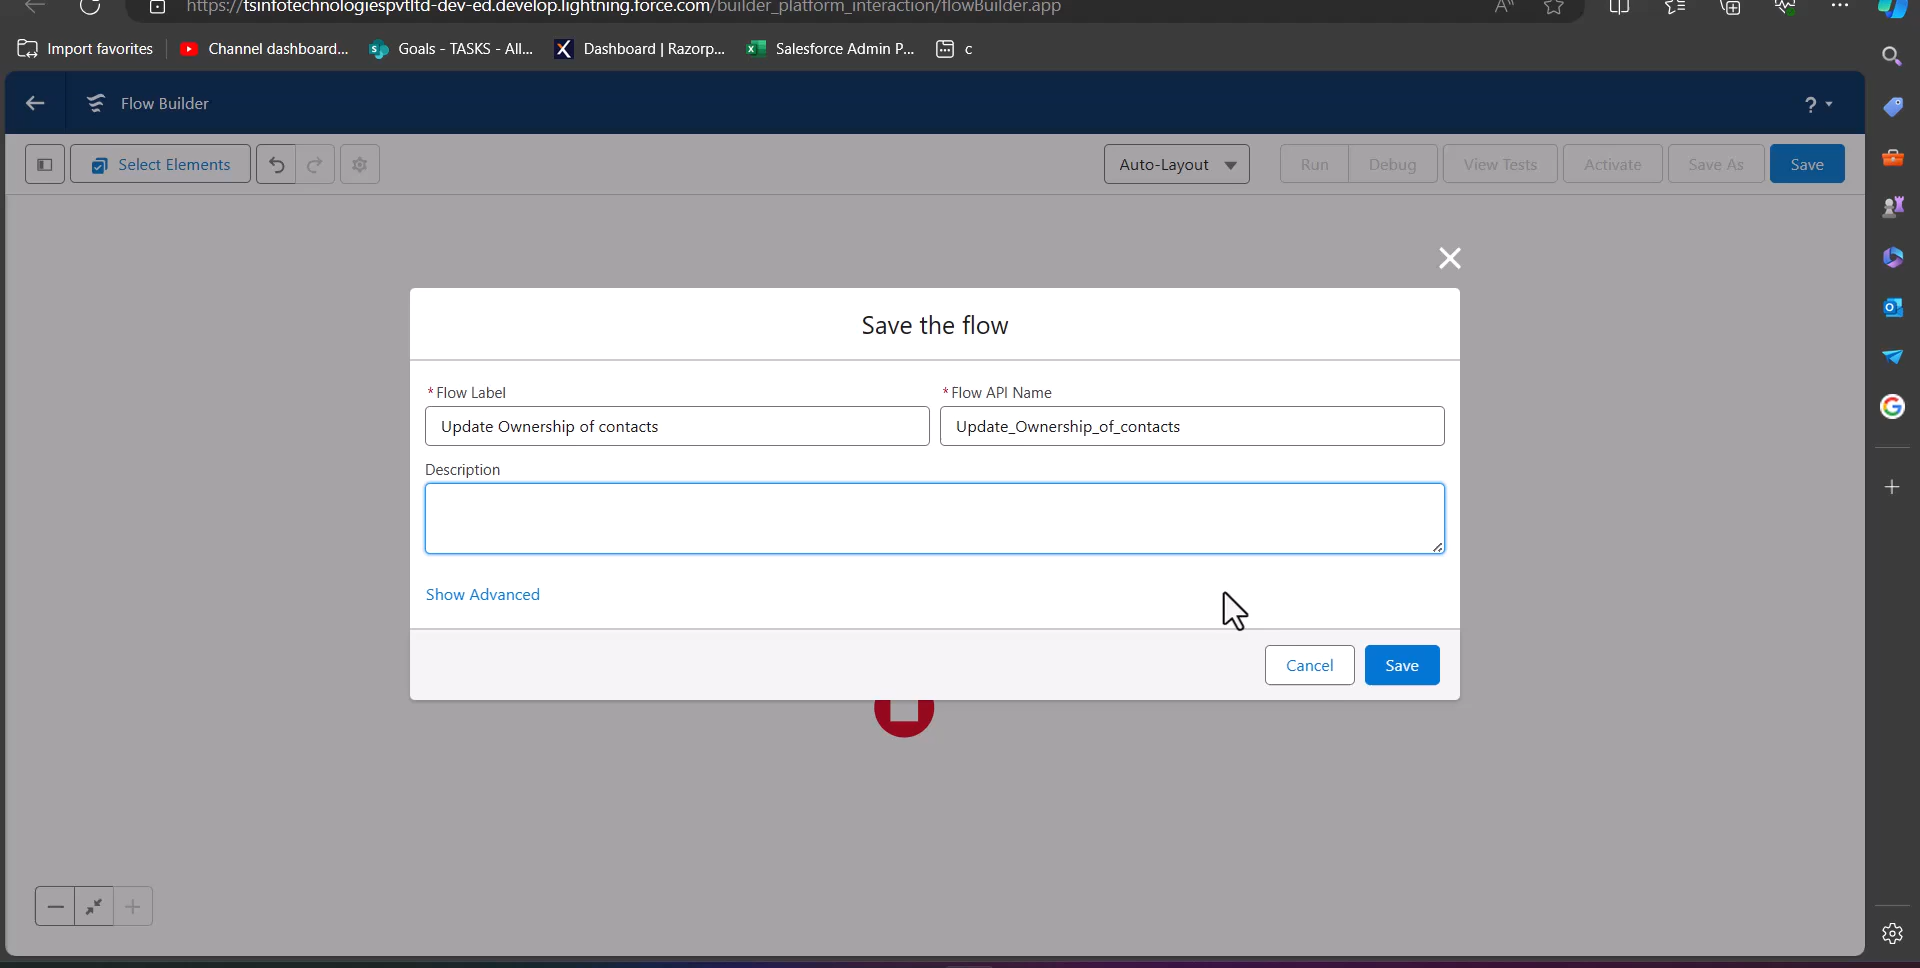 https://tsinfotechnologiespvtltd-dev-ed.develop.lightning.force.com/builder_platform_interaction/flowBuilder.app
Import favorites
Channel dashboard...
Goals - TASKS - All...
Dashboard | Razorp...
Salesforce Admin P...
c
Flow Builder
?
Select Elements
Auto-Layout
Run
Debug
View Tests
Activate
Save As
Save
Save the flow
* Flow Label
* Flow API Name
Update Ownership of contacts
Update_Ownership_of_contacts
Description
Show Advanced
Cancel
Save